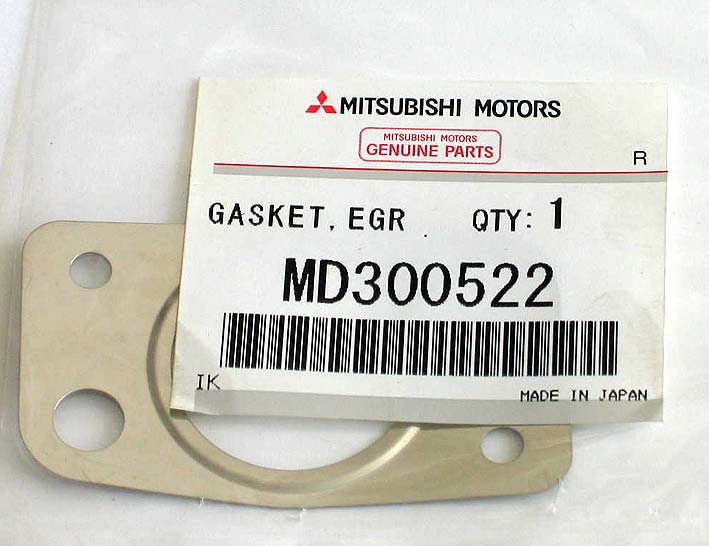 MITSUBISHI MOTORS
MITSUBISHI MOTORS
GENUINE PARTS
R
GASKET, EGR QTY: 1
MD300522
IK
MADE IN JAPAN